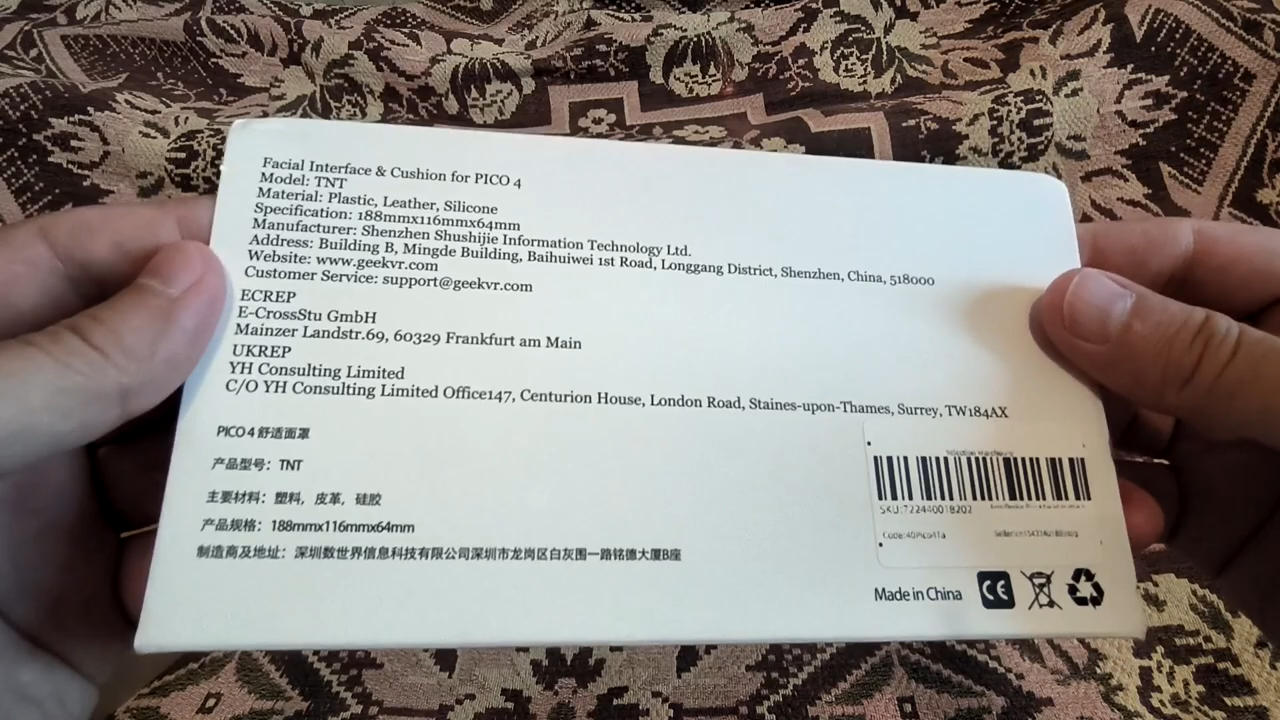 Facial Interface & Cushion for PICO 4
Model: TNT
Material: Plastic, Leather, Silicone
Specification: 188mmx116mmx64mm
Manufacturer: Shenzhen Shushijie Information Technology Ltd.
Address: Building B, Mingde Building, Baihuiwei 1st Road, Longgang District, Shenzhen, China, 518000
Website: www.geekvr.com
Customer Service: support@geekvr.com
ECREP
E-CrossStu GmbH
Mainzer Landstr.69, 60329 Frankfurt am Main
UKREP
YH Consulting Limited
C/O YH Consulting Limited Office147, Centurion House, London Road, Staines-upon-Thames, Surrey, TW184AX
PICO 4 舒适面罩
产品型号：TNT
主要材料：塑料，皮革，硅胶
产品规格：188mmx116mmx64mm
制造商及地址：深圳数世界信息科技有限公司深圳市龙岗区白灰围一路铭德大厦B座
SKU:722440018202
Made in China
CE